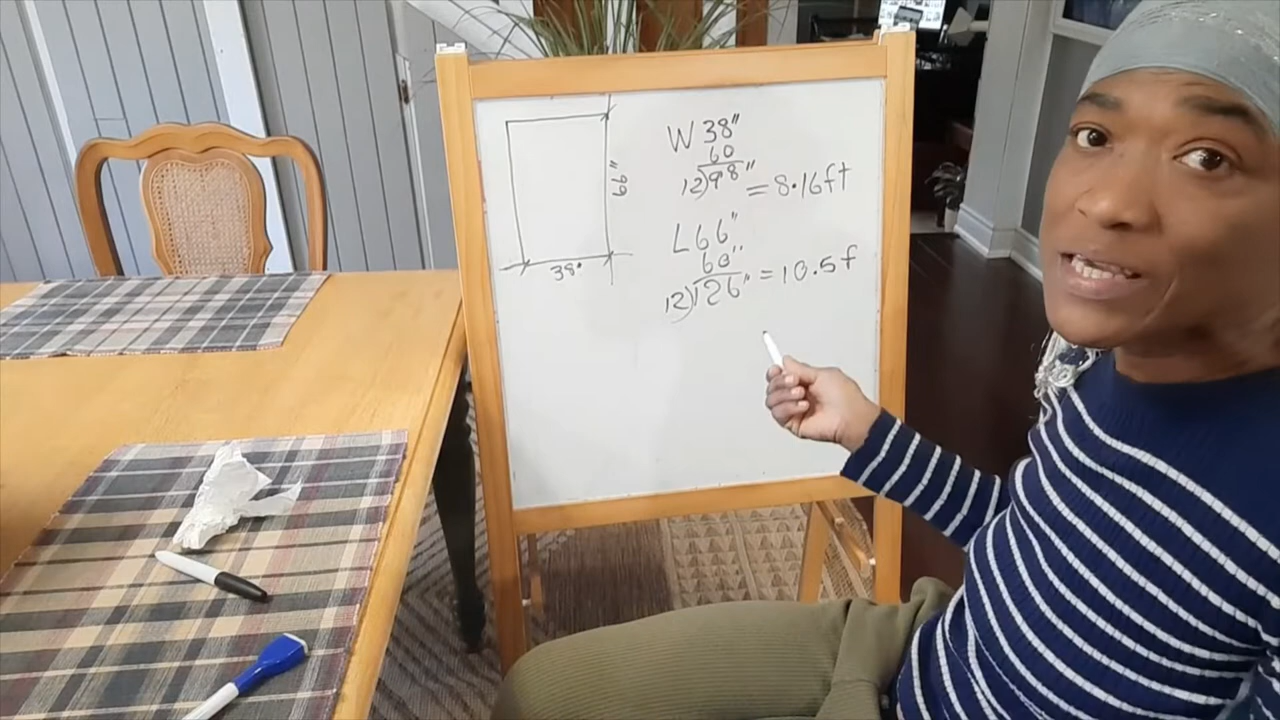 66"
38"
W 38"
60
12)98" = 8.16ft
L 66"
60"
12)126" = 10.5f